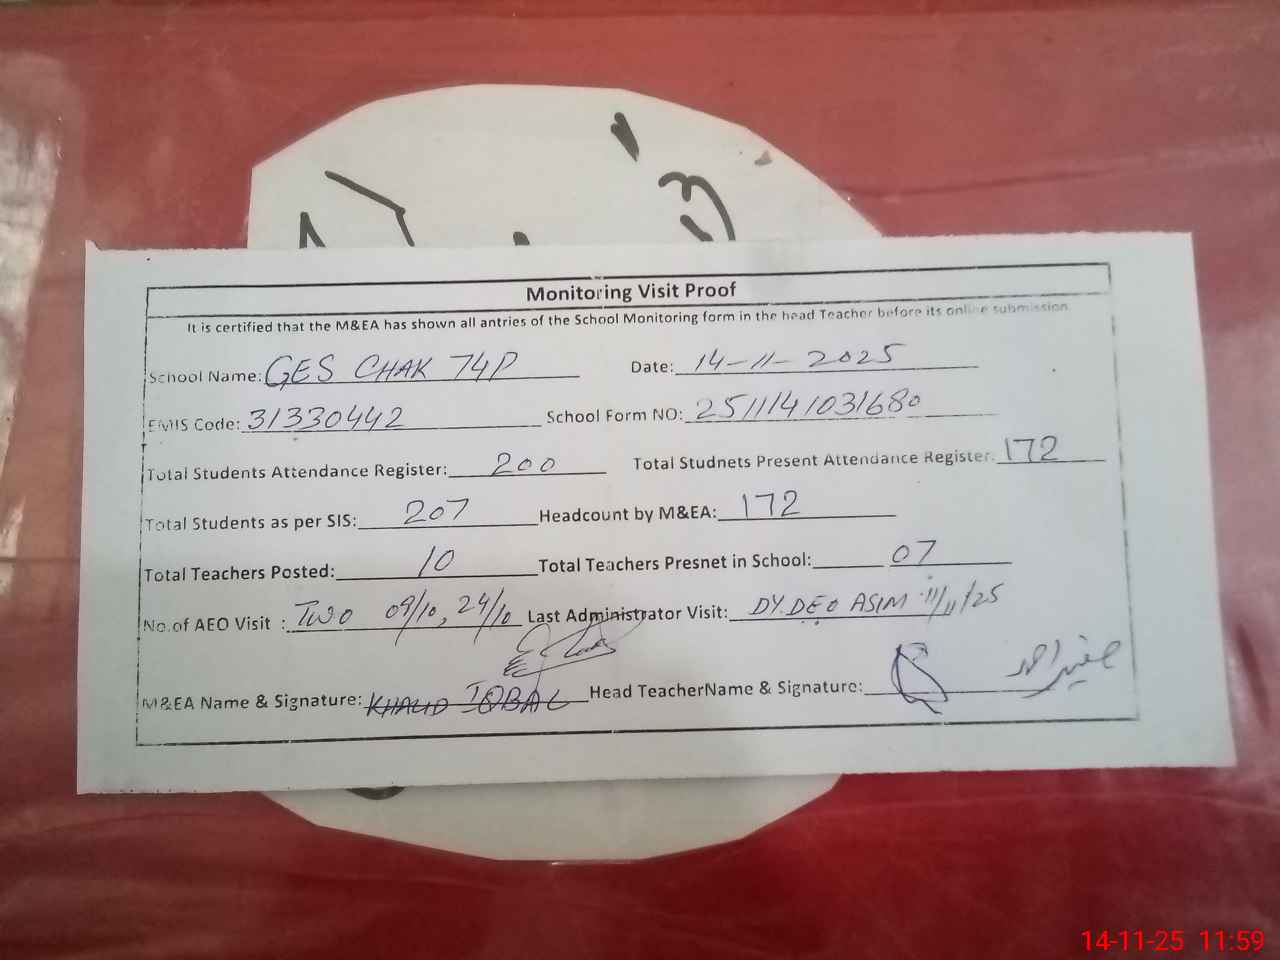 Monitoring Visit Proof
It is certified that the M&EA has shown all antries of the School Monitoring form in the head Teacher before its online submission.
School Name: GES CHAK 74P Date: 14-11-2025
EMIS Code: 31330442 School Form NO: 2511141031680
Total Students Attendance Register: 200 Total Studnets Present Attendance Register: 172
Total Students as per SIS: 207 Headcount by M&EA: 172
Total Teachers Posted: 10 Total Teachers Presnet in School: 07
No.of AEO Visit : TWO 09/10, 24/10 Last Administrator Visit: DY.DEO ASIM 11/11/25
M&EA Name & Signature: KHALID IQBAL Head TeacherName & Signature:
14-11-25 11:59